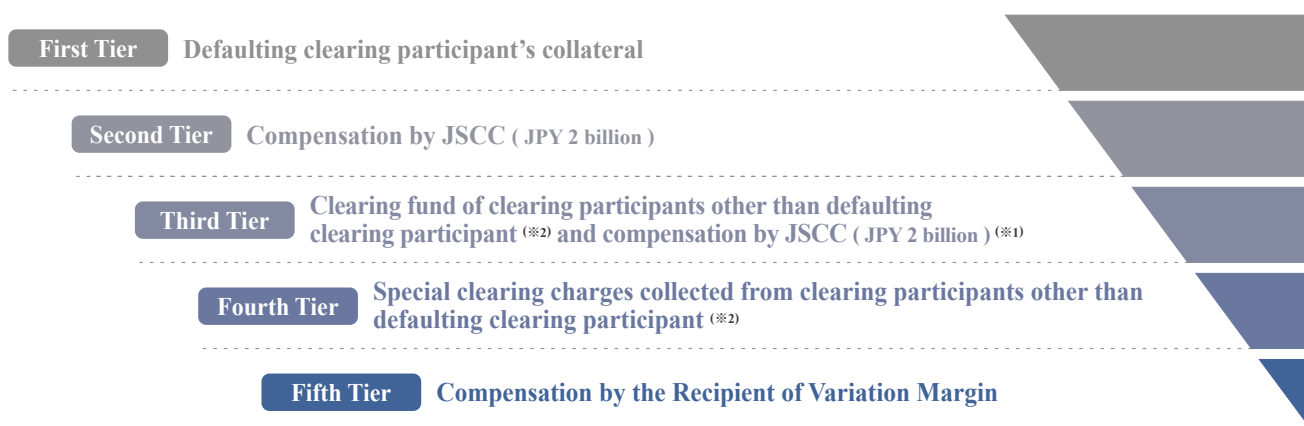 First Tier Defaulting clearing participant’s collateral
Second Tier Compensation by JSCC ( JPY 2 billion )
Third Tier Clearing fund of clearing participants other than defaulting
clearing participant (※2) and compensation by JSCC ( JPY 2 billion ) (※1)
Fourth Tier Special clearing charges collected from clearing participants other than
defaulting clearing participant (※2)
Fifth Tier Compensation by the Recipient of Variation Margin